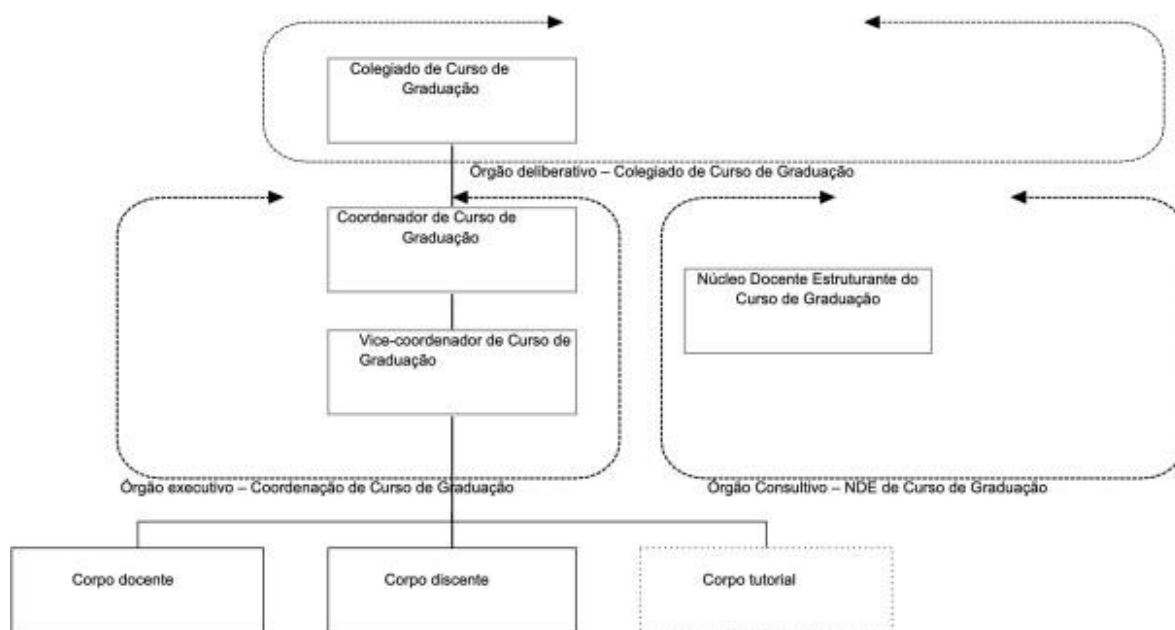 Colegiado de Curso de
Graduação
Órgão deliberativo – Colegiado de Curso de Graduação
Coordenador de Curso de
Graduação
Núcleo Docente Estruturante do
Curso de Graduação
Vice-coordenador de Curso de
Graduação
Órgão executivo – Coordenação de Curso de Graduação
Órgão Consultivo – NDE de Curso de Graduação
Corpo docente
Corpo discente
Corpo tutorial